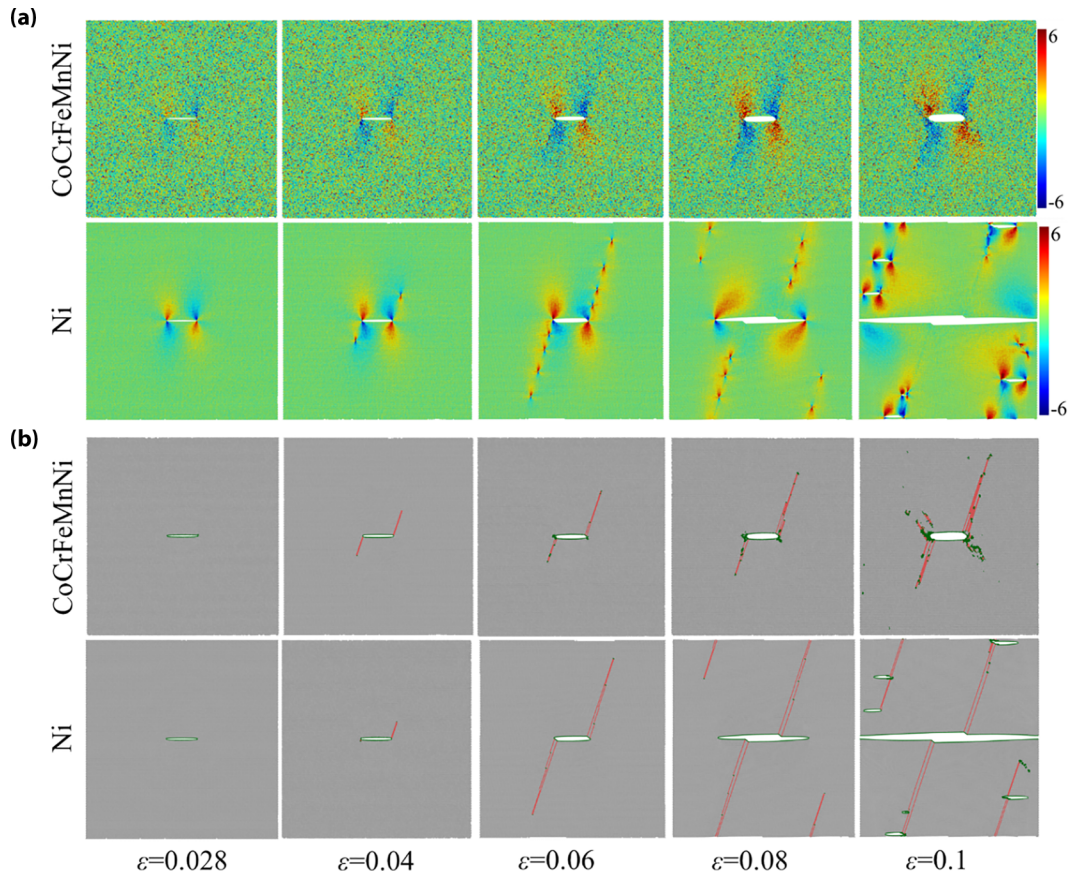 (a)
CoCrFeMnNi
6
-6
Ni
6
-6
(b)
CoCrFeMnNi
Ni
ε=0.028 ε=0.04 ε=0.06 ε=0.08 ε=0.1